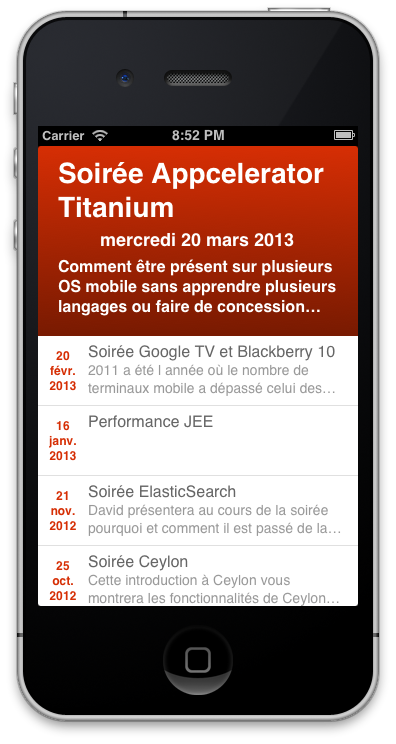 Carrier 8:52 PM
Soirée Appcelerator
Titanium
mercredi 20 mars 2013
Comment être présent sur plusieurs
OS mobile sans apprendre plusieurs
langages ou faire de concession…
20
févr.
2013
Soirée Google TV et Blackberry 10
2011 a été l année où le nombre de
terminaux mobile a dépassé celui des…
16
janv.
2013
Performance JEE
21
nov.
2012
Soirée ElasticSearch
David présentera au cours de la soirée
pourquoi et comment il est passé de la…
25
oct.
2012
Soirée Ceylon
Cette introduction à Ceylon vous
montrera les fonctionnalités de Ceylon…